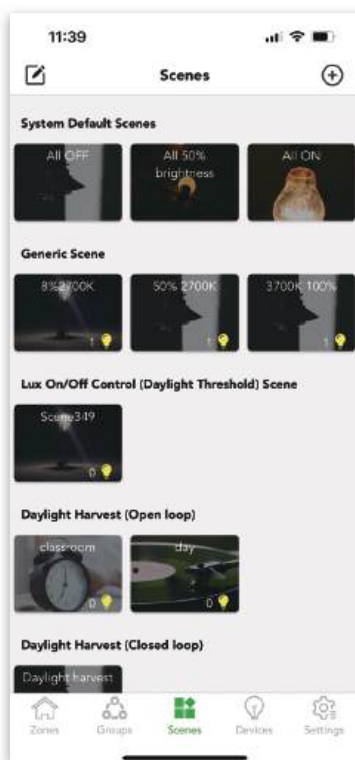 11:39
Scenes
System Default Scenes
All OFF
All 50%
brightness
All ON
Generic Scene
8%2700K
1
50% 2700K
1
3700K 100%
1
Lux On/Off Control (Daylight Threshold) Scene
Scene349
0
Daylight Harvest (Open loop)
classroom
0
day
0
Daylight Harvest (Closed loop)
Daylight harvest
Zones
Groups
Scenes
Devices
Settings